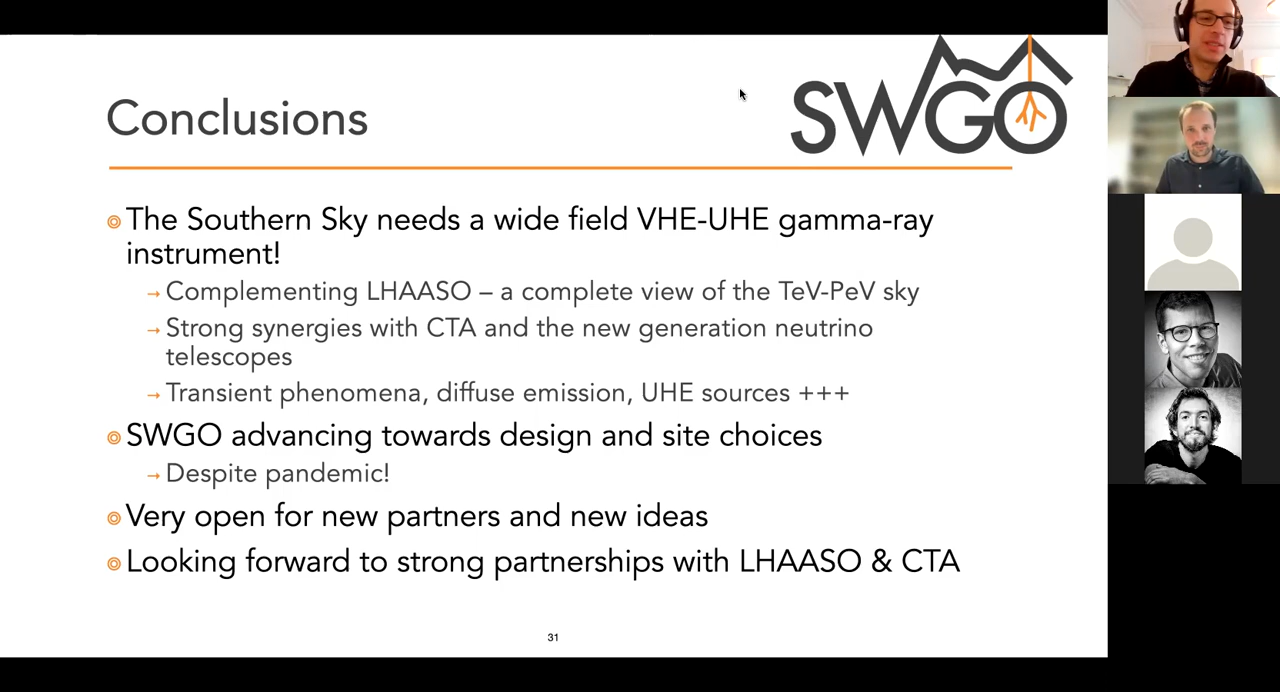 SWGO
Conclusions
The Southern Sky needs a wide field VHE-UHE gamma-ray
instrument!
→ Complementing LHAASO – a complete view of the TeV-PeV sky
→ Strong synergies with CTA and the new generation neutrino
telescopes
→ Transient phenomena, diffuse emission, UHE sources +++
SWGO advancing towards design and site choices
→ Despite pandemic!
Very open for new partners and new ideas
Looking forward to strong partnerships with LHAASO & CTA
31